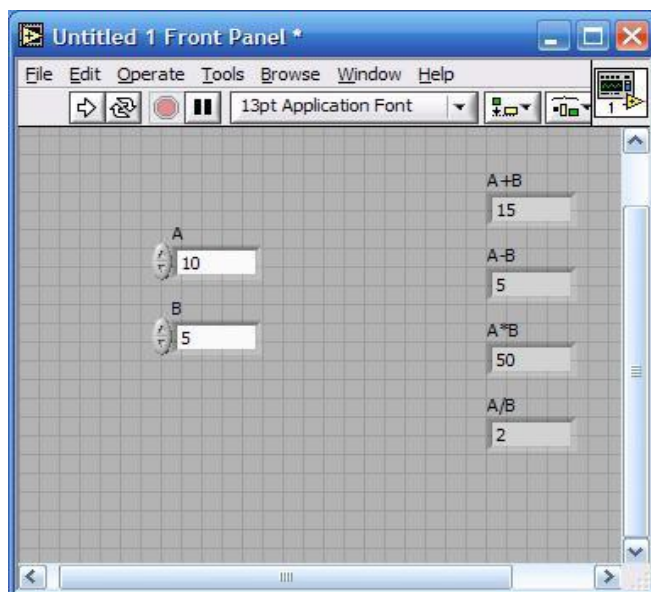 Untitled 1 Front Panel *
File Edit Operate Tools Browse Window Help
13pt Application Font
1
A+B
15
A
10
A-B
5
B
5
A*B
50
A/B
2